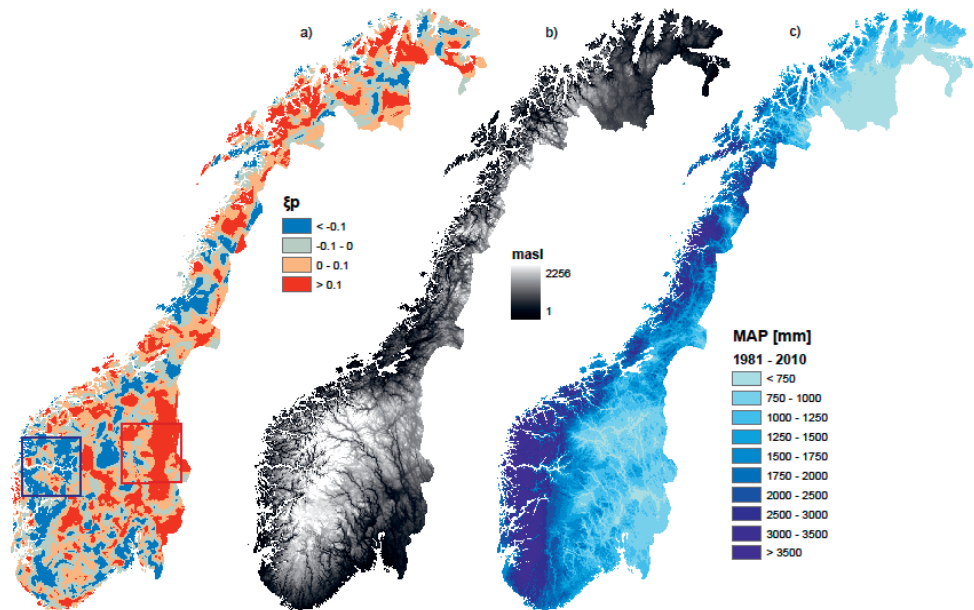 a)
b)
c)
ξp
< -0.1
-0.1 - 0
0 - 0.1
> 0.1
masl
2256
1
MAP [mm]
1981 - 2010
< 750
750 - 1000
1000 - 1250
1250 - 1500
1500 - 1750
1750 - 2000
2000 - 2500
2500 - 3000
3000 - 3500
> 3500